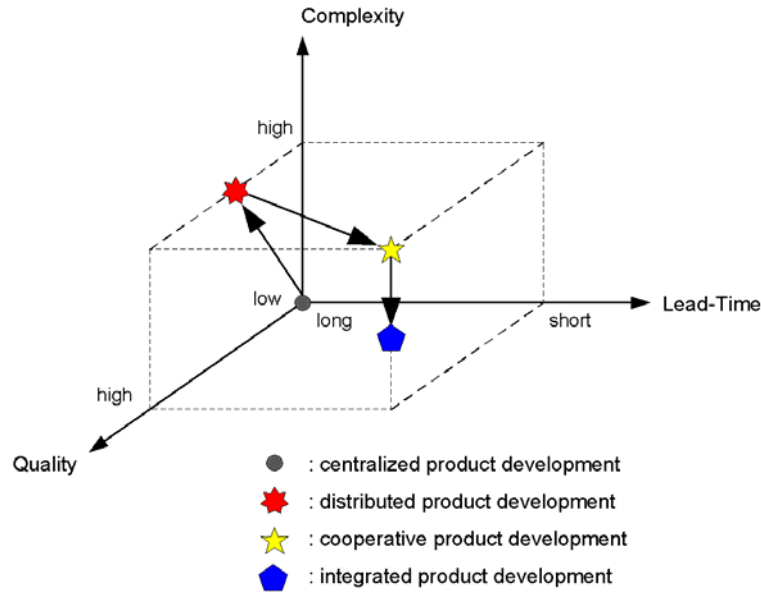 Complexity
high
low
long
short
Lead-Time
high
Quality
: centralized product development
: distributed product development
: cooperative product development
: integrated product development